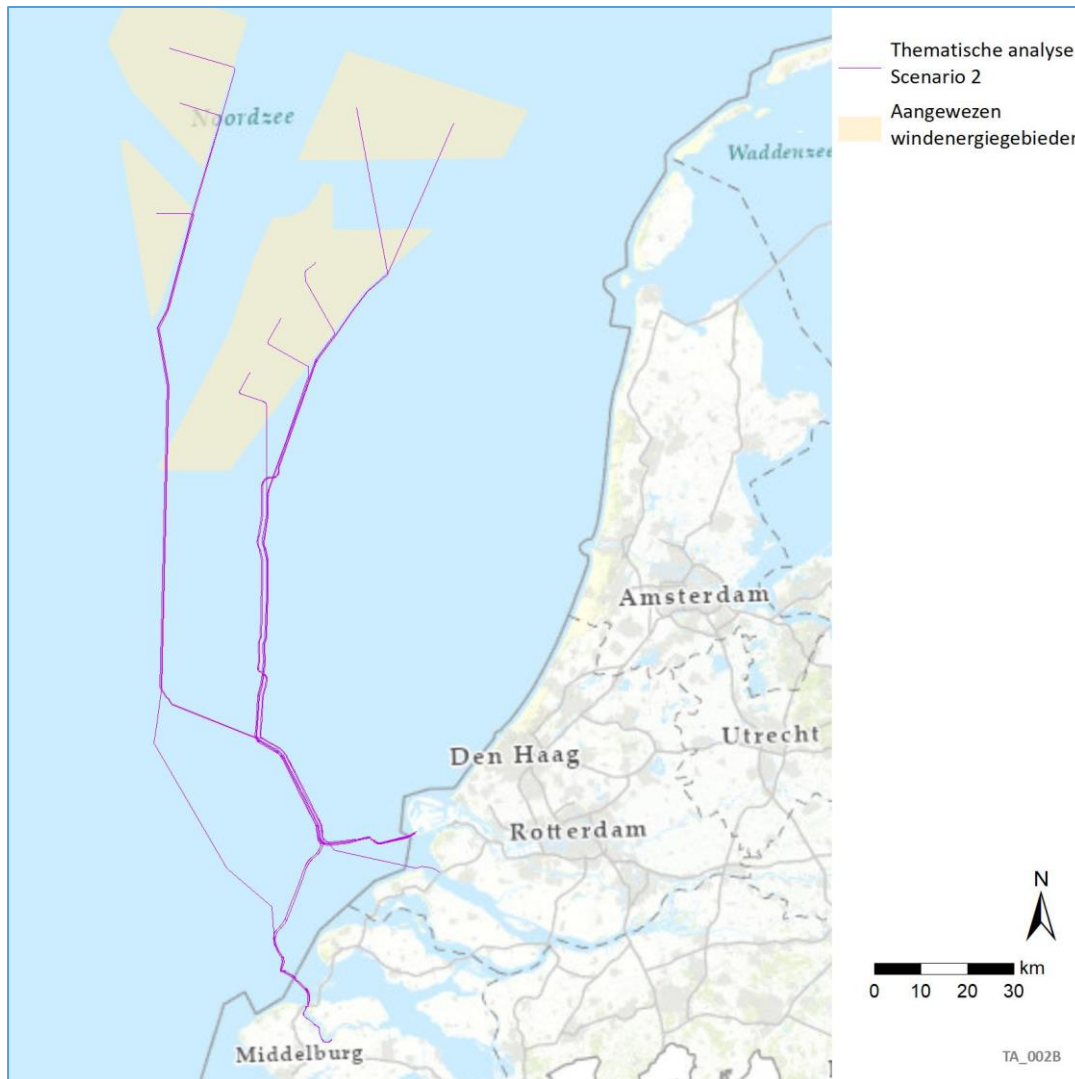 Thematische analyse
Scenario 2
Aangewezen
windenergiegebieden
Noordzee
Waddenzee
Amsterdam
Utrecht
Den Haag
Rotterdam
Middelburg
N
km
0 10 20 30
TA_002B